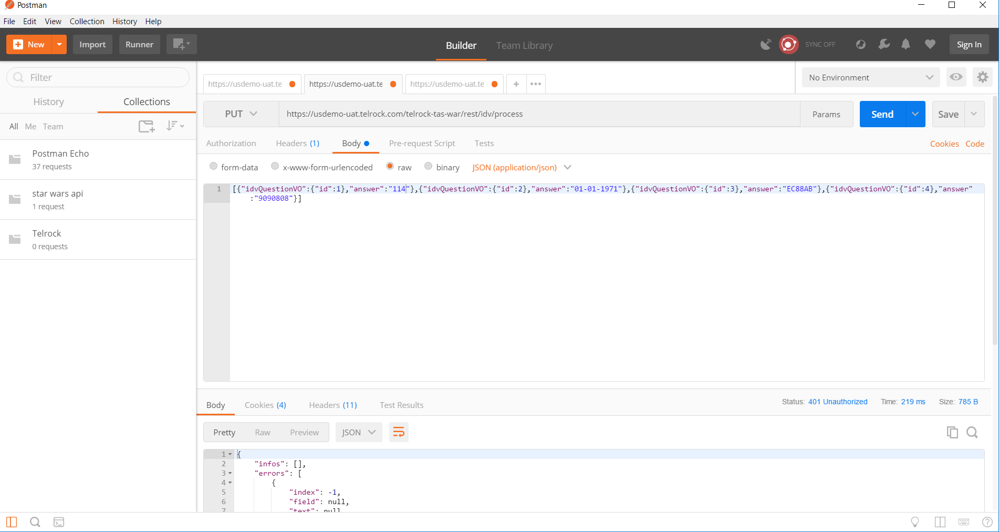 Postman
File Edit View Collection History Help
New Import Runner Builder Team Library SYNC OFF Sign In
Filter
History Collections
All Me Team
Postman Echo
37 requests
star wars api
1 request
Telrock
0 requests
https://usdemo-uat.te https://usdemo-uat.te https://usdemo-uat.te + ••• No Environment
PUT https://usdemo-uat.telrock.com/telrock-tas-war/rest/idv/process Params Send Save
Authorization Headers (1) Body Pre-request Script Tests Cookies Code
form-data x-www-form-urlencoded raw binary JSON (application/json)
1 [{"idvQuestionVO":{"id":1},"answer":"114"},{"idvQuestionVO":{"id":2},"answer":"01-01-1971"},{"idvQuestionVO":{"id":3},"answer":"EC88AB"},{"idvQuestionVO":{"id":4},"answer"
:"9090808"}]
Body Cookies (4) Headers (11) Test Results Status: 401 Unauthorized Time: 219 ms Size: 785 B
Pretty Raw Preview JSON
1 {
2 "infos": [],
3 "errors": [
4 {
5 "index": -1,
6 "field": null,
7 "text": null